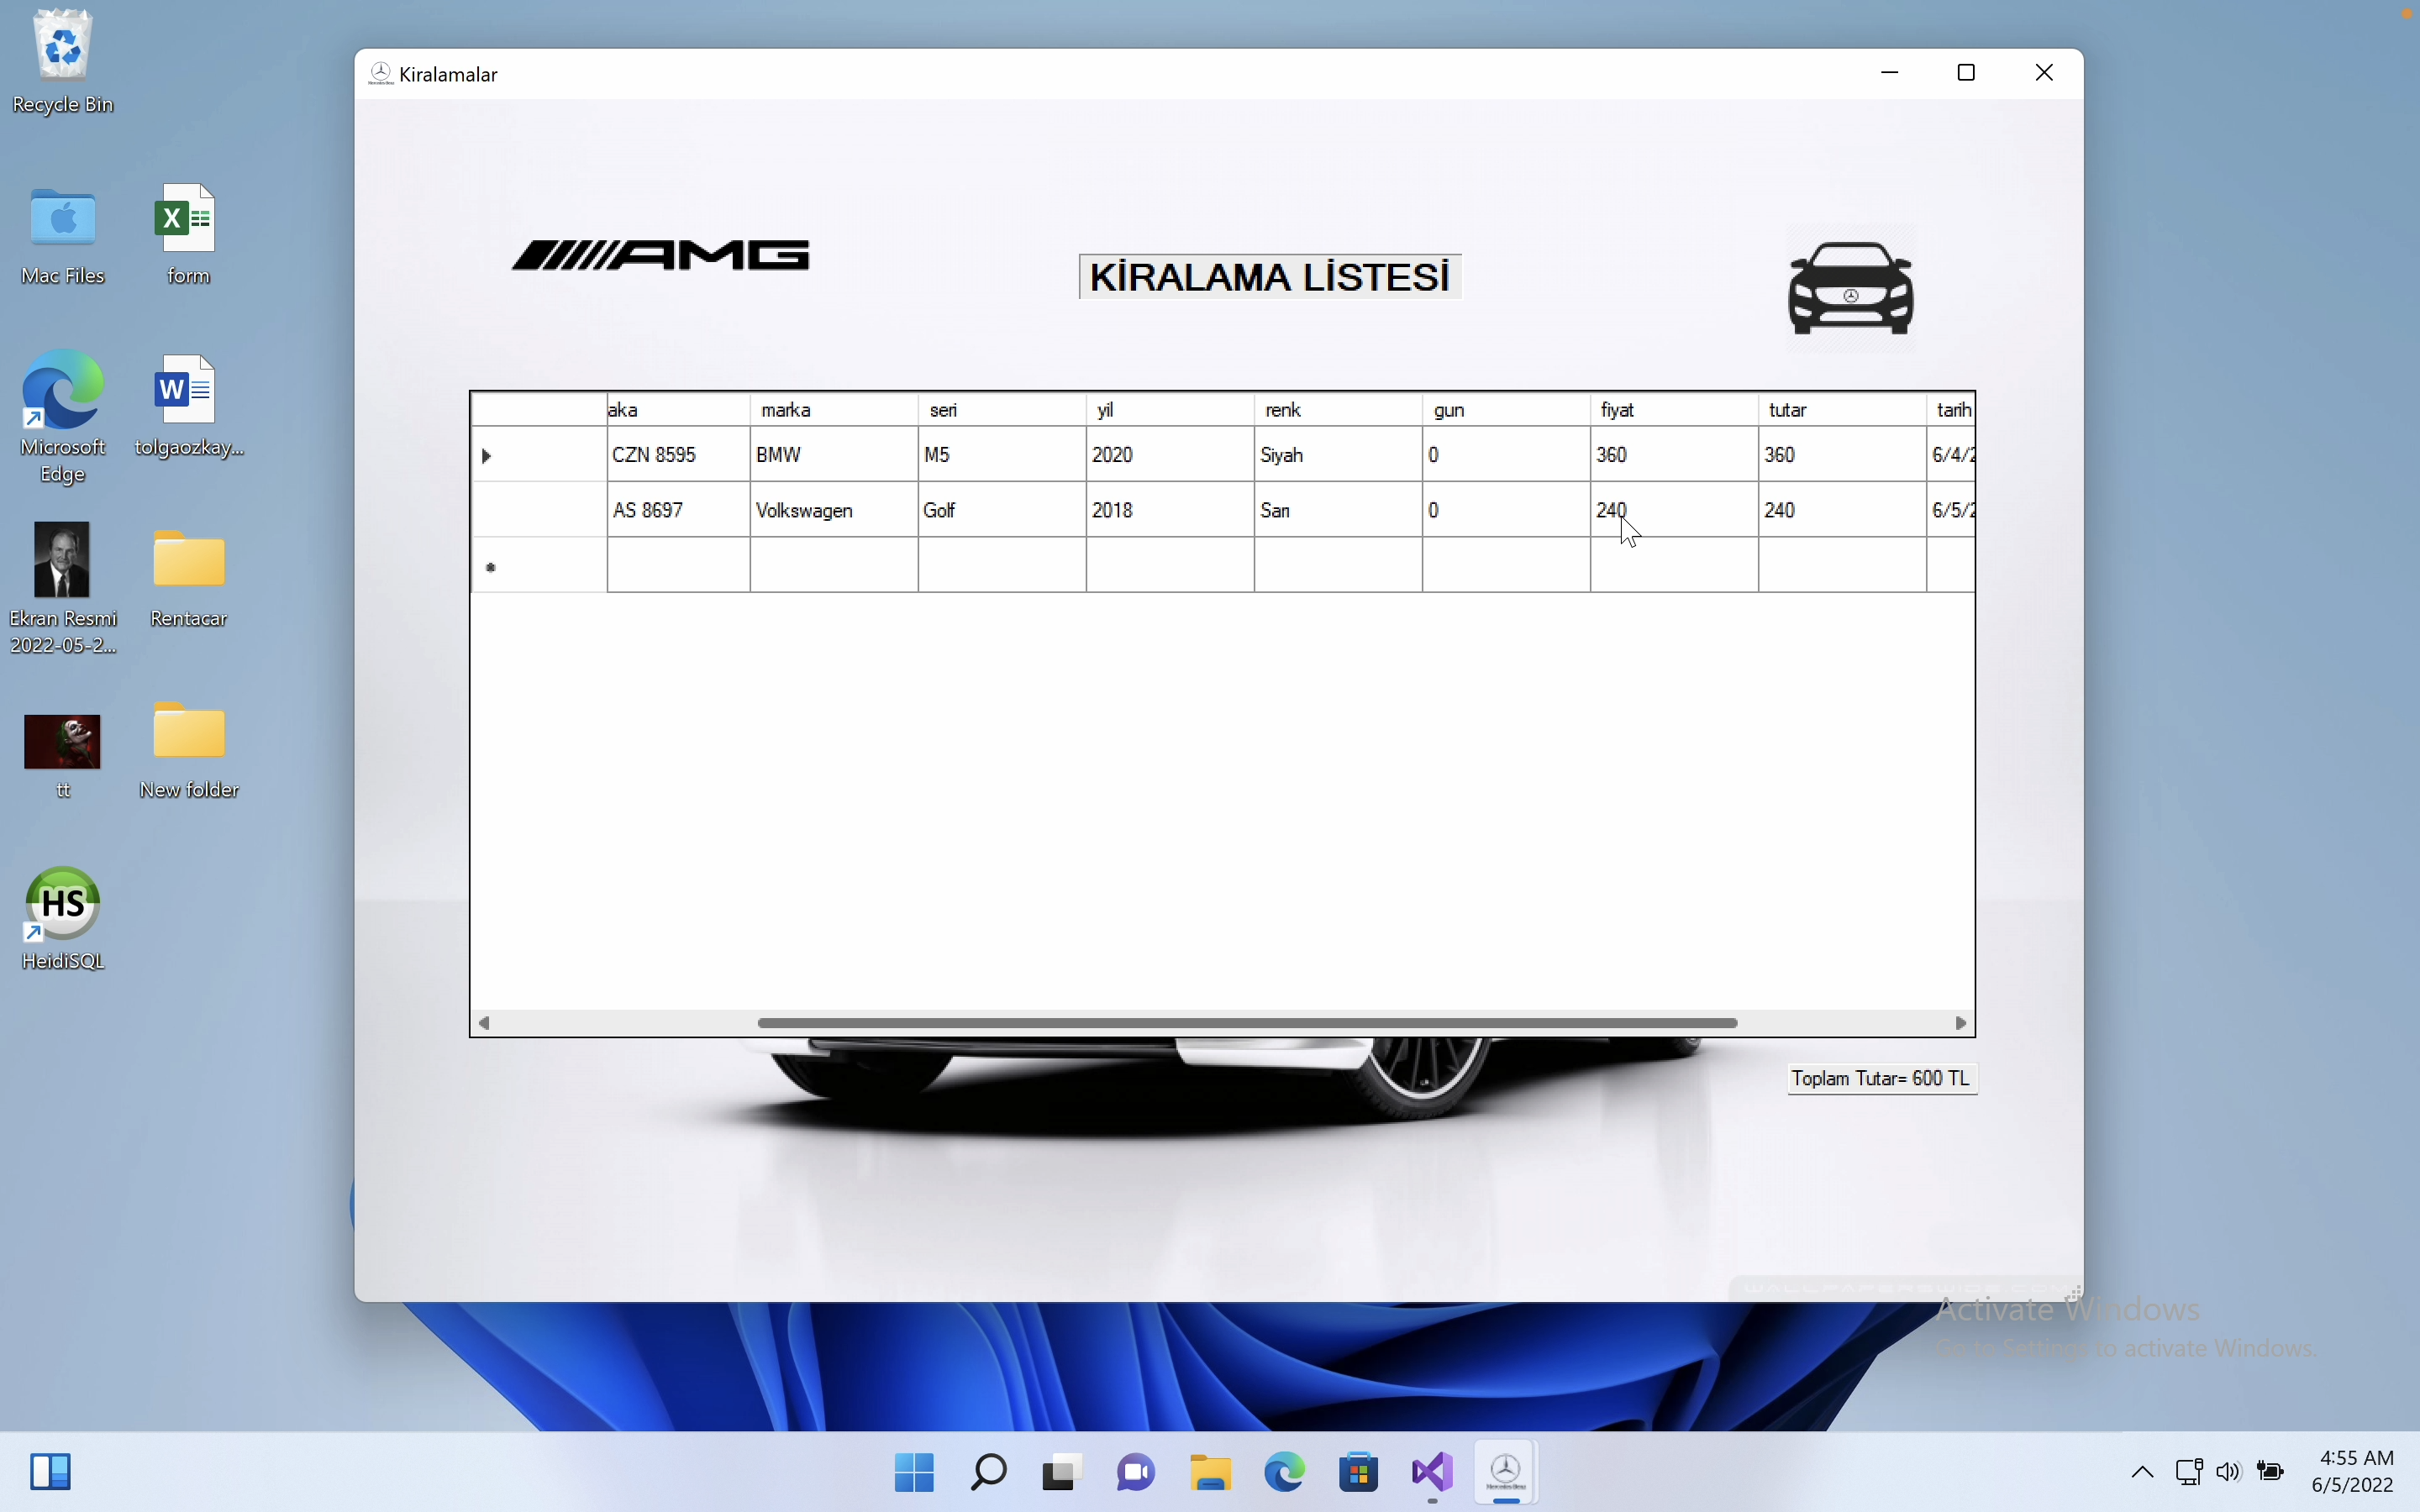 Recycle Bin
Mac Files
form
Microsoft
Edge
tolgaozkay...
Ekran Resmi
2022-05-2...
Rentacar
tt
New folder
HS
HeidiSQL
Kiralamalar
AMG
KİRALAMA LİSTESİ
aka marka seri yil renk gun fiyat tutar tarih
CZN 8595 BMW M5 2020 Siyah 0 360 360 6/4/2
AS 8697 Volkswagen Golf 2018 Sarı 0 240 240 6/5/2
Toplam Tutar= 600 TL
WALLPAPERSWIDE.COM
Activate Windows
Go to Settings to activate Windows.
4:55 AM
6/5/2022